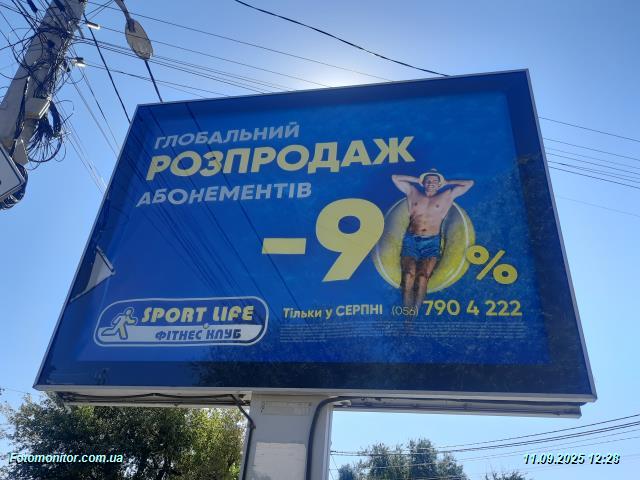 ГЛОБАЛЬНИЙ
РОЗПРОДАЖ
АБОНЕМЕНТІВ
-90%
SPORT LIFE
ФІТНЕС КЛУБ
Тільки у СЕРПНІ (056) 790 4 222
Fotomonitor.com.ua
11.09.2025 12:28